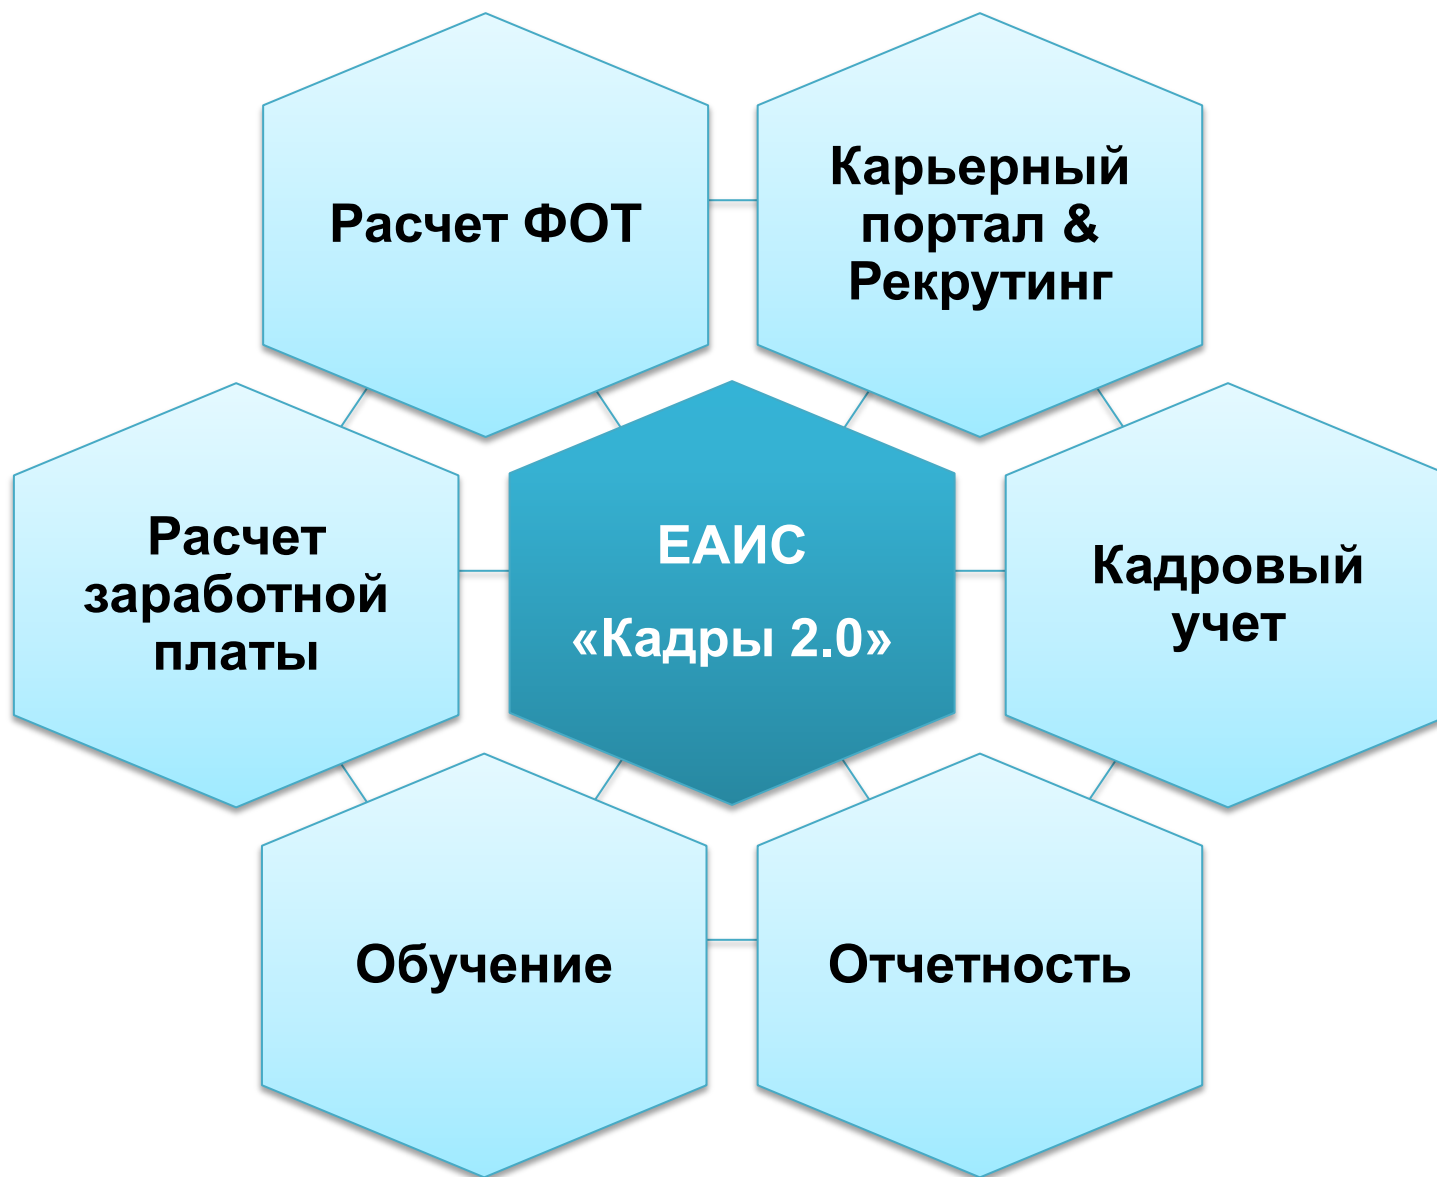 Расчет ФОТ
Карьерный
портал &
Рекрутинг
Расчет
заработной
платы
ЕАИС
«Кадры 2.0»
Кадровый
учет
Обучение
Отчетность